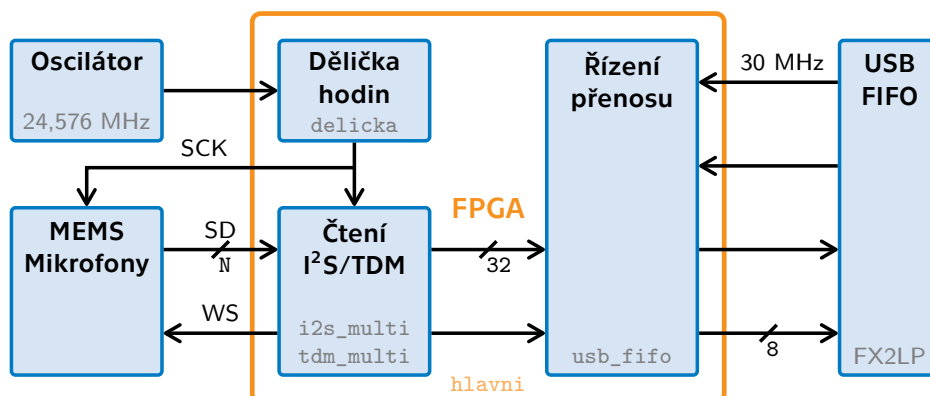 Oscilátor
24,576 MHz
Dělička
hodin
delicka
Řízení
přenosu
30 MHz
USB
FIFO
SCK
MEMS
Mikrofony
SD
N
WS
Čtení
I²S/TDM
i2s_multi
tdm_multi
FPGA
32
usb_fifo
8
FX2LP
hlavni